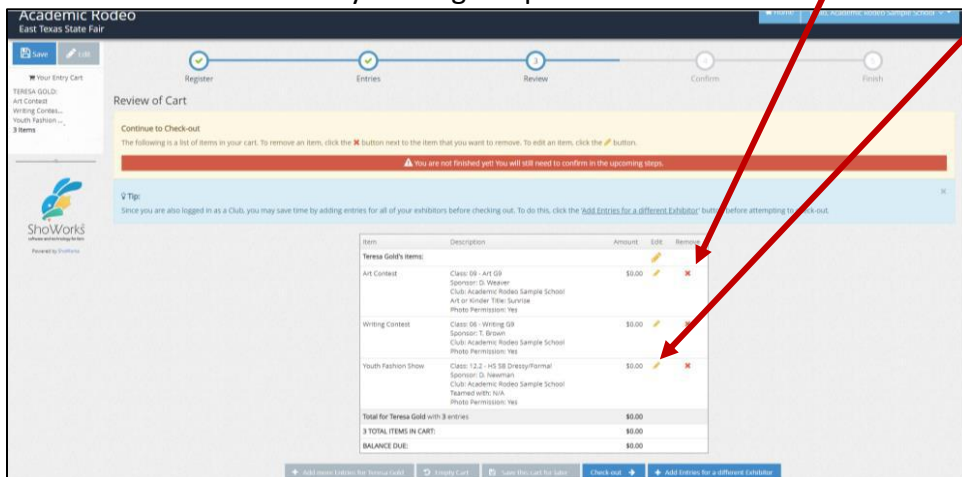 Academic Rodeo
East Texas State Fair
Home
Club: Academic Rodeo Sample School
Save
Edit
Your Entry Cart
TERESA GOLD:
Art Contest
Writing Contes...
Youth Fashion ...
3 Items
ShoWorks
Powered by ShoWorks
Register
Entries
3
Review
Confirm
Finish
Review of Cart
Continue to Check-out
The following is a list of items in your cart. To remove an item, click the ✖ button next to the item that you want to remove. To edit an item, click the button.
You are not finished yet! You will still need to confirm in the upcoming steps.
Tip:
Since you are also logged in as a Club, you may save time by adding entries for all of your exhibitors before checking out. To do this, click the 'Add Entries for a different Exhibitor' button before attempting to check-out.
Item Description Amount Edit Remove
Teresa Gold's items:
Art Contest Class: 09 - Art G9 $0.00
Sponsor: D. Weaver
Club: Academic Rodeo Sample School
Art or Kinder Title: Sunrise
Photo Permission: Yes
Writing Contest Class: 06 - Writing G9 $0.00
Sponsor: T. Brown
Club: Academic Rodeo Sample School
Photo Permission: Yes
Youth Fashion Show Class: 12.2 - HS SB Dressy/Formal $0.00
Sponsor: D. Newman
Club: Academic Rodeo Sample School
Teamed with: N/A
Photo Permission: Yes
Total for Teresa Gold with 3 entries $0.00
3 TOTAL ITEMS IN CART: $0.00
BALANCE DUE: $0.00
Add more Entries for Teresa Gold
Empty Cart
Save this cart for later
Check-out
Add Entries for a different Exhibitor